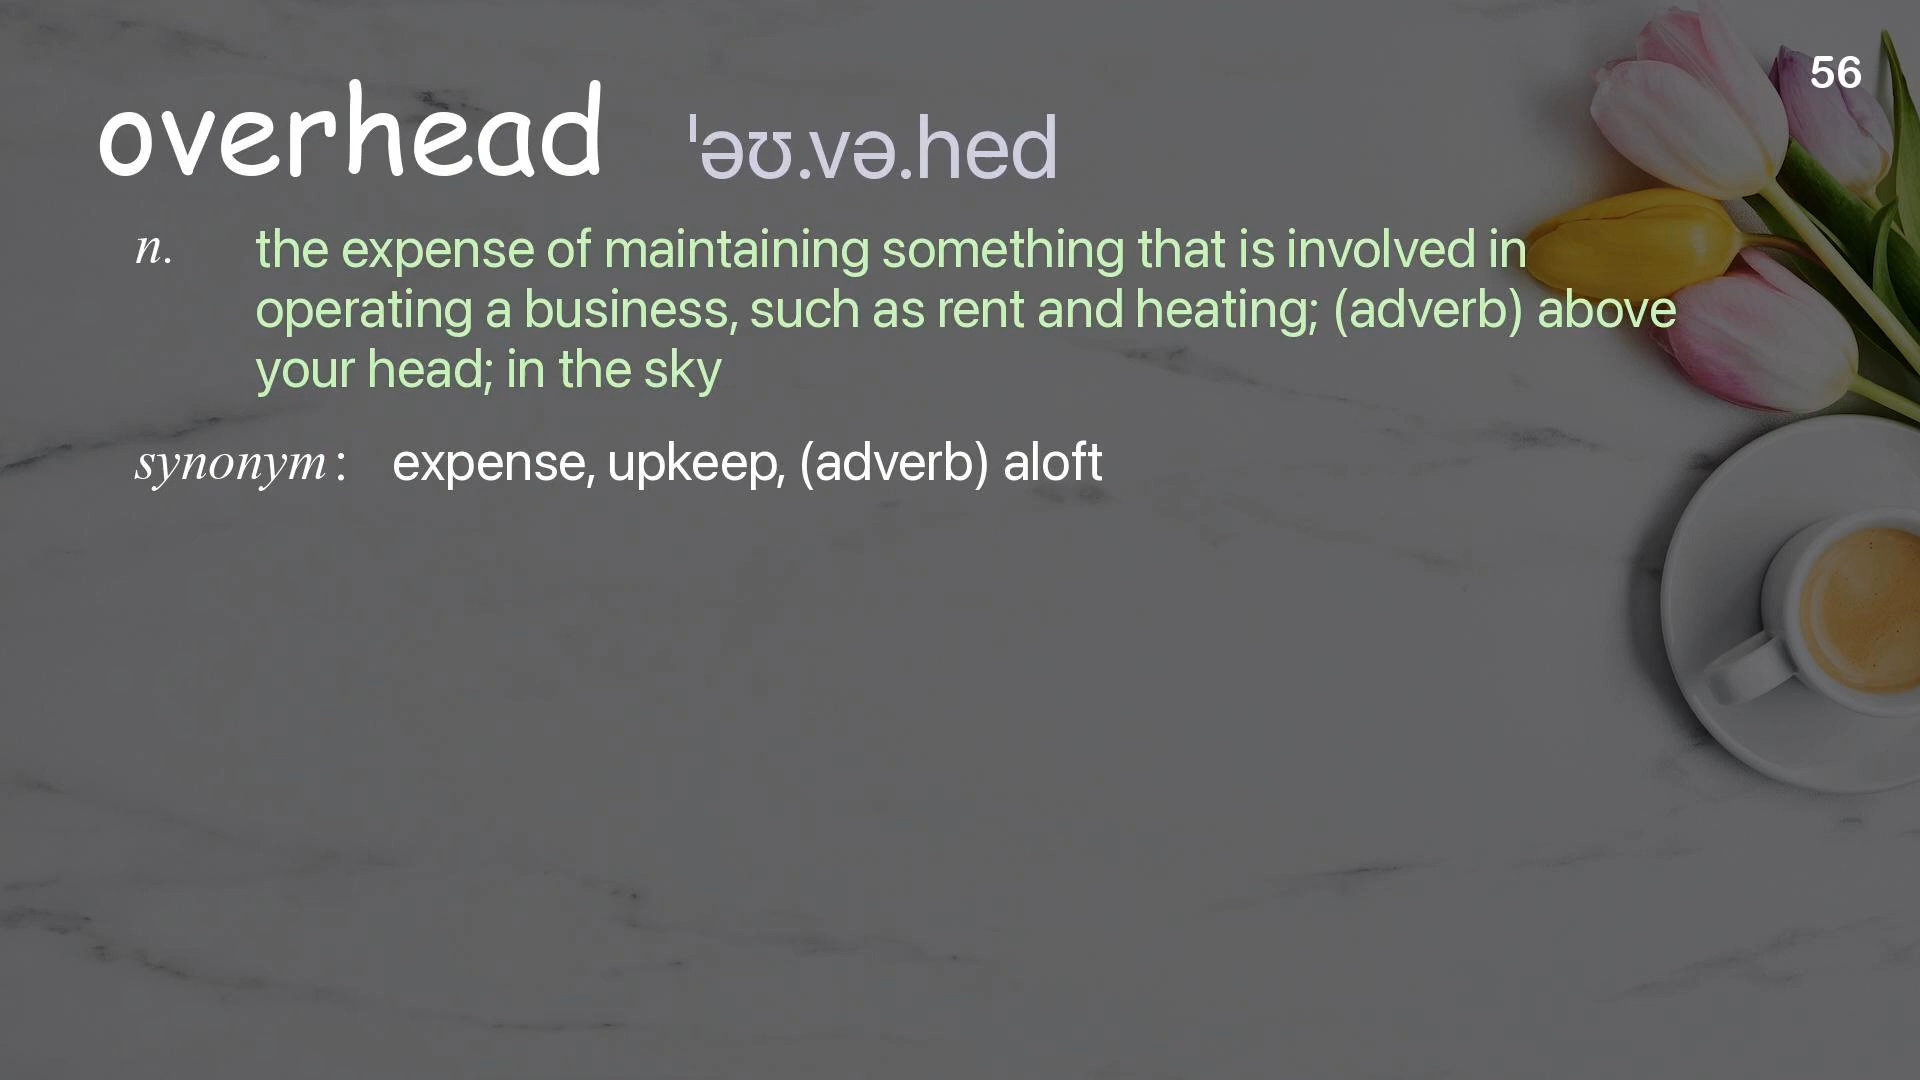 56
overhead ˈəʊ.və.hed
n. the expense of maintaining something that is involved in
operating a business, such as rent and heating; (adverb) above
your head; in the sky
synonym: expense, upkeep, (adverb) aloft